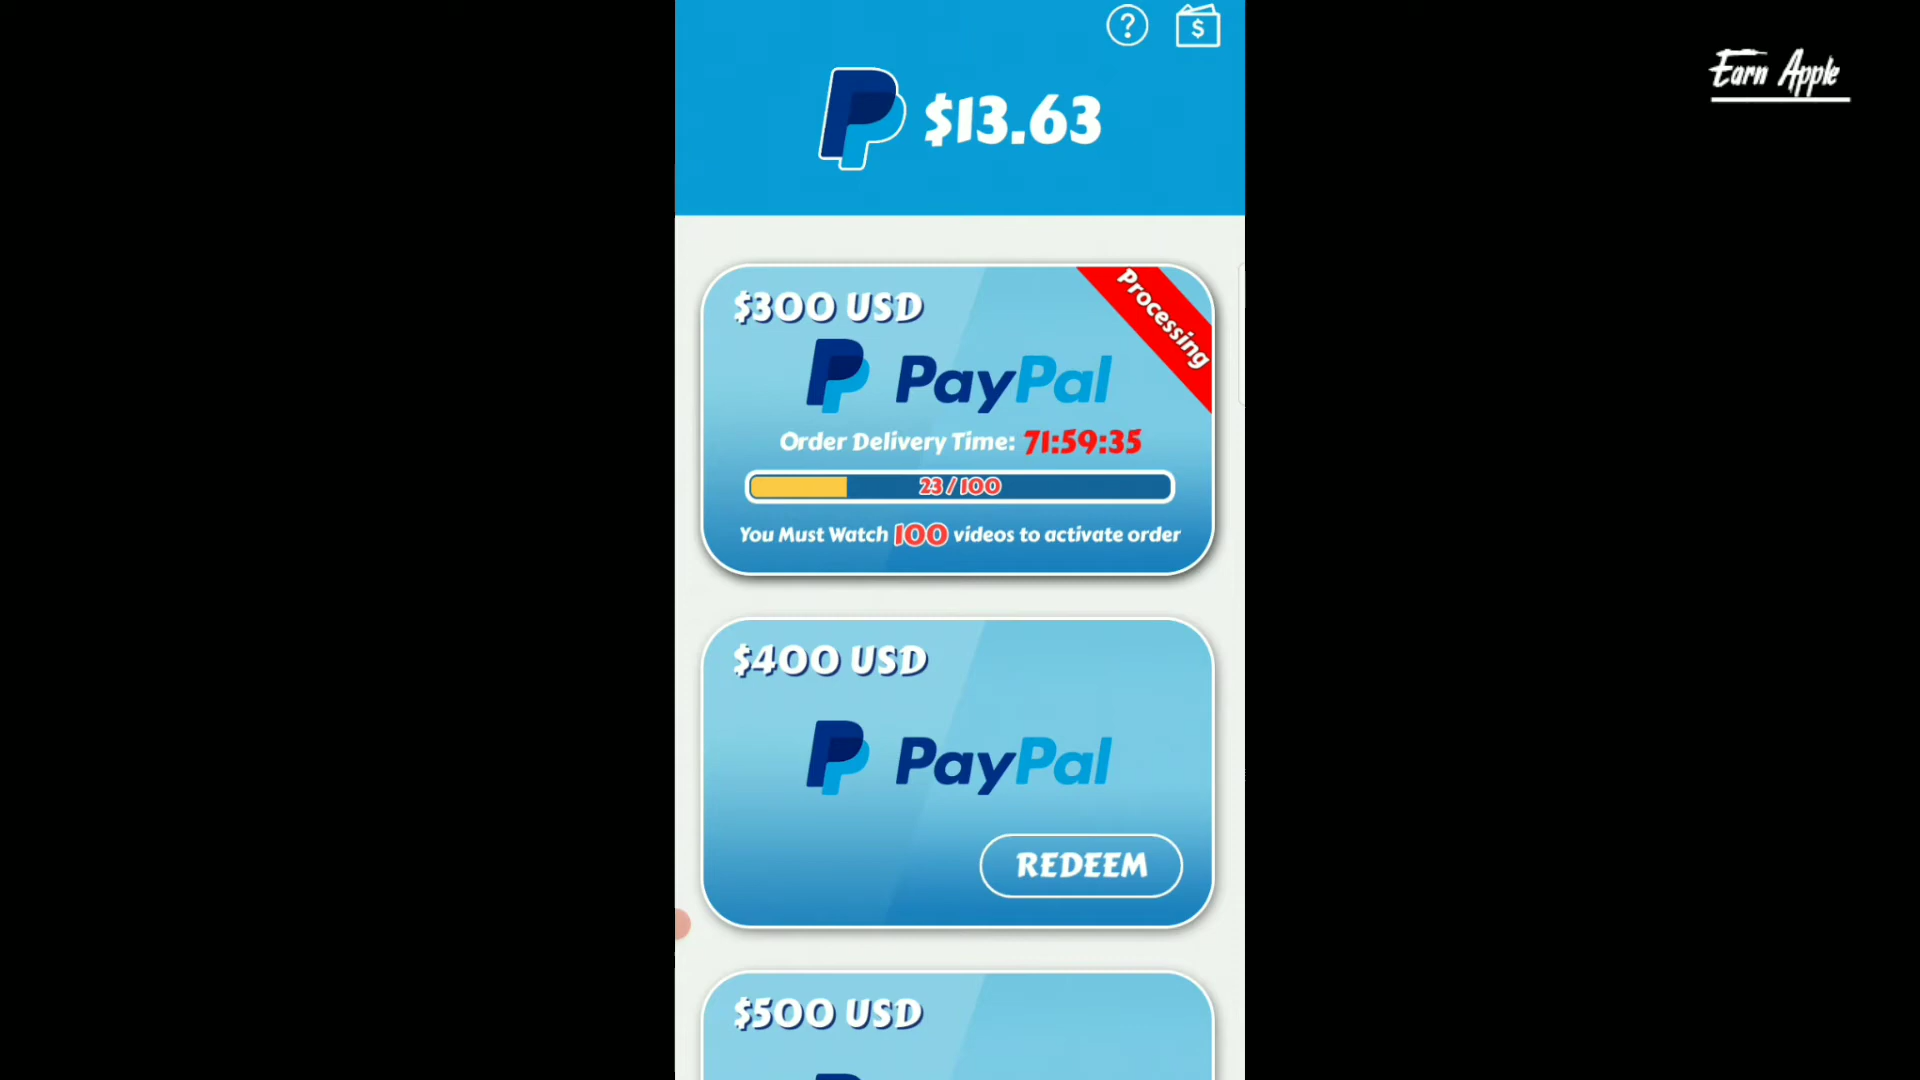 ?
$
Earn Apple
P $13.63
$300 USD
Processing
PayPal
Order Delivery Time: 71:59:35
23 / 100
You Must Watch 100 videos to activate order
$400 USD
PayPal
REDEEM
$500 USD